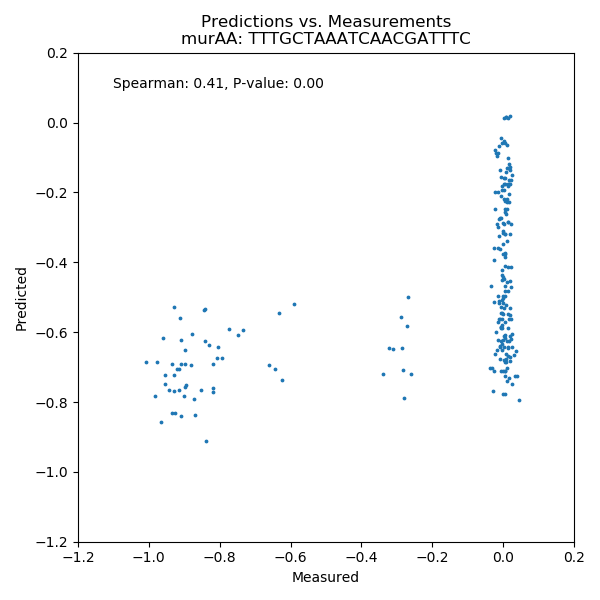 Predictions vs. Measurements
murAA: TTTGCTAAATCAACGATTTC
Spearman: 0.41, P-value: 0.00
0.2
0.0
−0.2
−0.4
−0.6
−0.8
−1.0
−1.2
Predicted
−1.2 −1.0 −0.8 −0.6 −0.4 −0.2 0.0 0.2
Measured